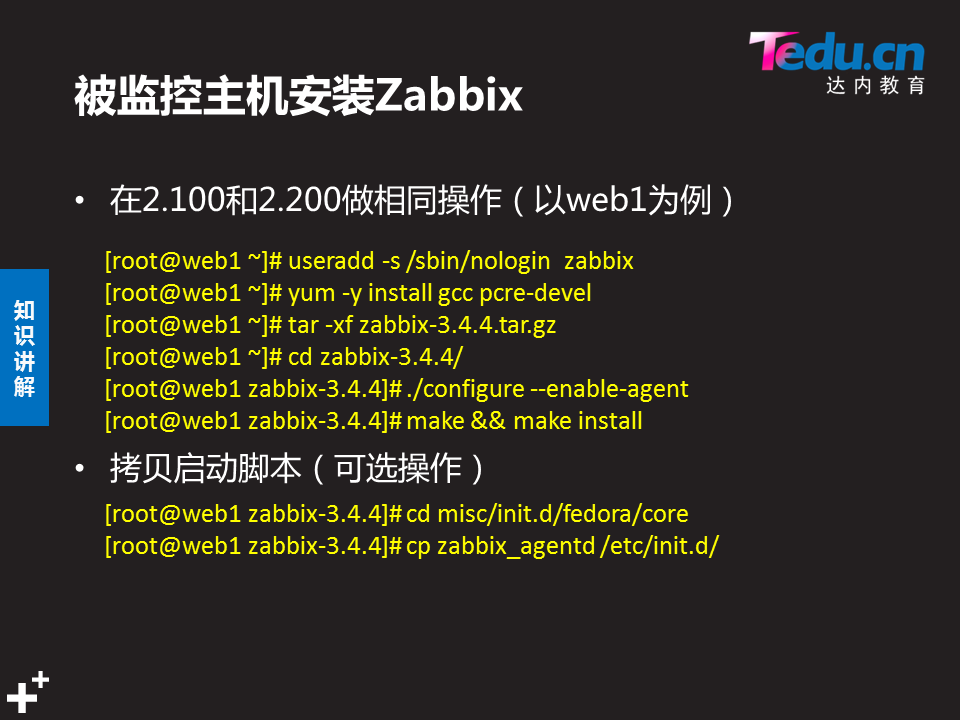 Tedu.cn
达内教育
被监控主机安装Zabbix
• 在2.100和2.200做相同操作（以web1为例）
[root@web1 ~]# useradd -s /sbin/nologin  zabbix
[root@web1 ~]# yum -y install gcc pcre-devel
[root@web1 ~]# tar -xf zabbix-3.4.4.tar.gz
[root@web1 ~]# cd zabbix-3.4.4/
[root@web1 zabbix-3.4.4]# ./configure --enable-agent
[root@web1 zabbix-3.4.4]# make && make install
• 拷贝启动脚本（可选操作）
[root@web1 zabbix-3.4.4]# cd misc/init.d/fedora/core
[root@web1 zabbix-3.4.4]# cp zabbix_agentd /etc/init.d/
知识讲解